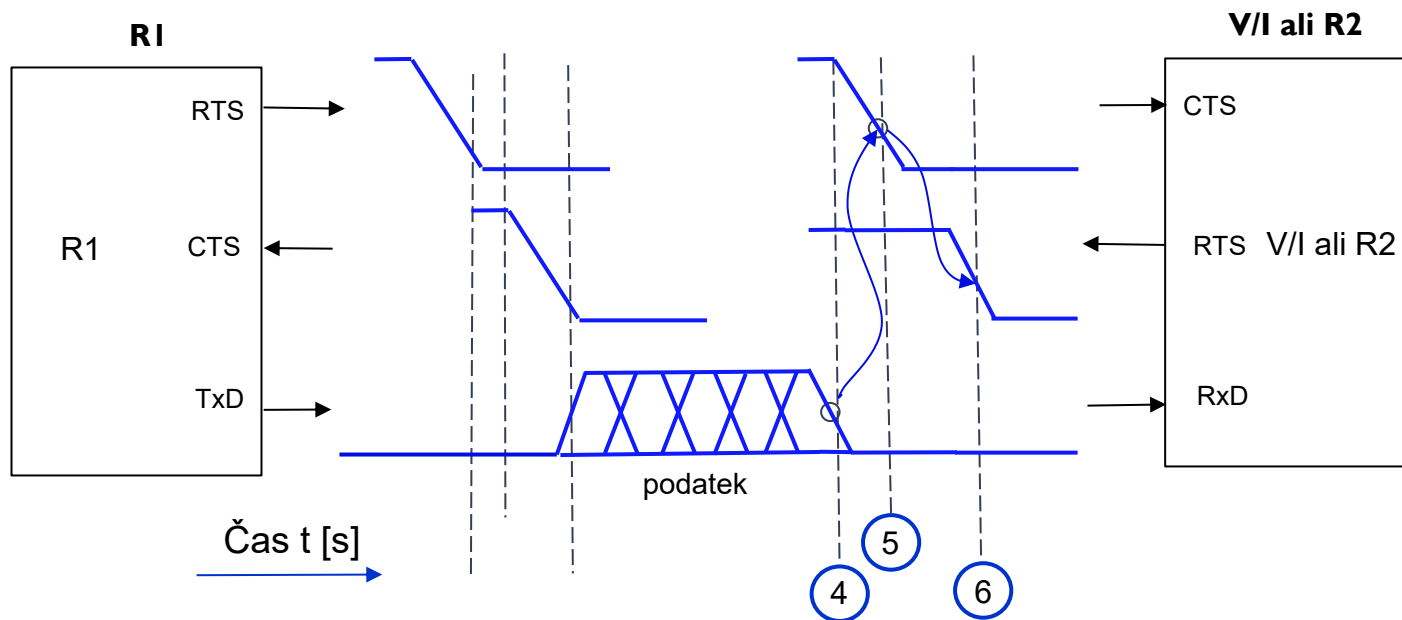 R1
V/I ali R2
RTS
CTS
R1
CTS
RTS
V/I ali R2
TxD
RxD
podatek
Čas t [s]
5
4
6